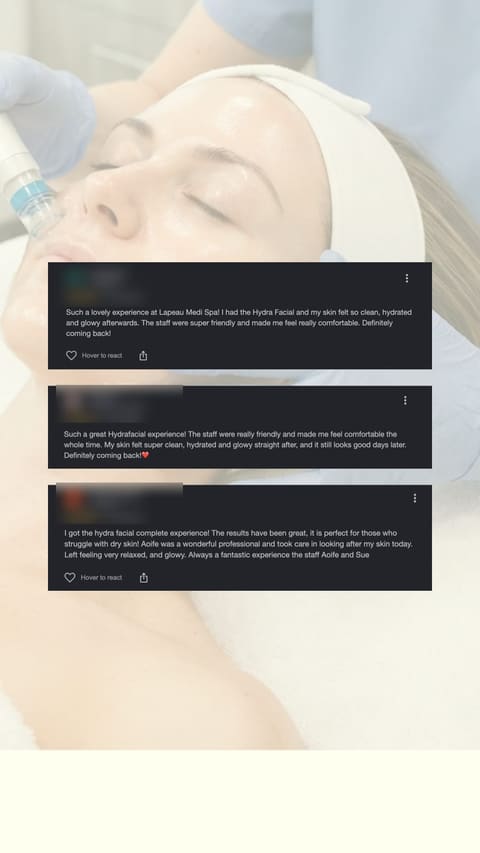 Such a lovely experience at Lapeau Medi Spa! I had the Hydra Facial and my skin felt so clean, hydrated
and glowy afterwards. The staff were super friendly and made me feel really comfortable. Definitely
coming back!
Hover to react
Such a great Hydrafacial experience! The staff were really friendly and made me feel comfortable the
whole time. My skin felt super clean, hydrated and glowy straight after, and it still looks good days later.
Definitely coming back!❤️
I got the hydra facial complete experience! The results have been great, it is perfect for those who
struggle with dry skin! Aoife was a wonderful professional and took care in looking after my skin today.
Left feeling very relaxed, and glowy. Always a fantastic experience the staff Aoife and Sue
Hover to react